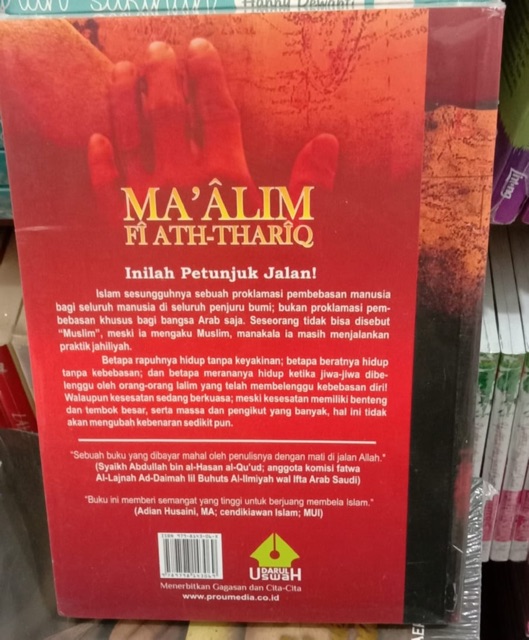 MA'ÂLIM
FÎ ATH-THARÎQ
Inilah Petunjuk Jalan!
Islam sesungguhnya sebuah proklamasi pembebasan manusia
bagi seluruh manusia di seluruh penjuru bumi; bukan proklamasi pem-
bebasan khusus bagi bangsa Arab saja. Seseorang tidak bisa disebut
“Muslim”, meski ia mengaku Muslim, manakala ia masih menjalankan
praktik jahiliyah.
Betapa rapuhnya hidup tanpa keyakinan; betapa beratnya hidup
tanpa kebebasan; dan betapa merananya hidup ketika jiwa-jiwa dibe-
lenggu oleh orang-orang lalim yang telah membelenggu kebebasan diri!
Walaupun kesesatan sedang berkuasa; meski kesesatan memiliki benteng
dan tembok besar, serta massa dan pengikut yang banyak, hal ini tidak
akan mengubah kebenaran sedikit pun.
“Sebuah buku yang dibayar mahal oleh penulisnya dengan mati di jalan Allah.”
(Syaikh Abdullah bin al-Hasan al-Qu'ud; anggota komisi fatwa
Al-Lajnah Ad-Daimah lil Buhuts Al-Ilmiyah wal Ifta Arab Saudi)
“Buku ini memberi semangat yang tinggi untuk berjuang membela Islam.”
(Adian Husaini, MA; cendikiawan Islam; MUI)
DARUL
USWAH
Menerbitkan Gagasan dan Cita-Cita
www.proumedia.co.id